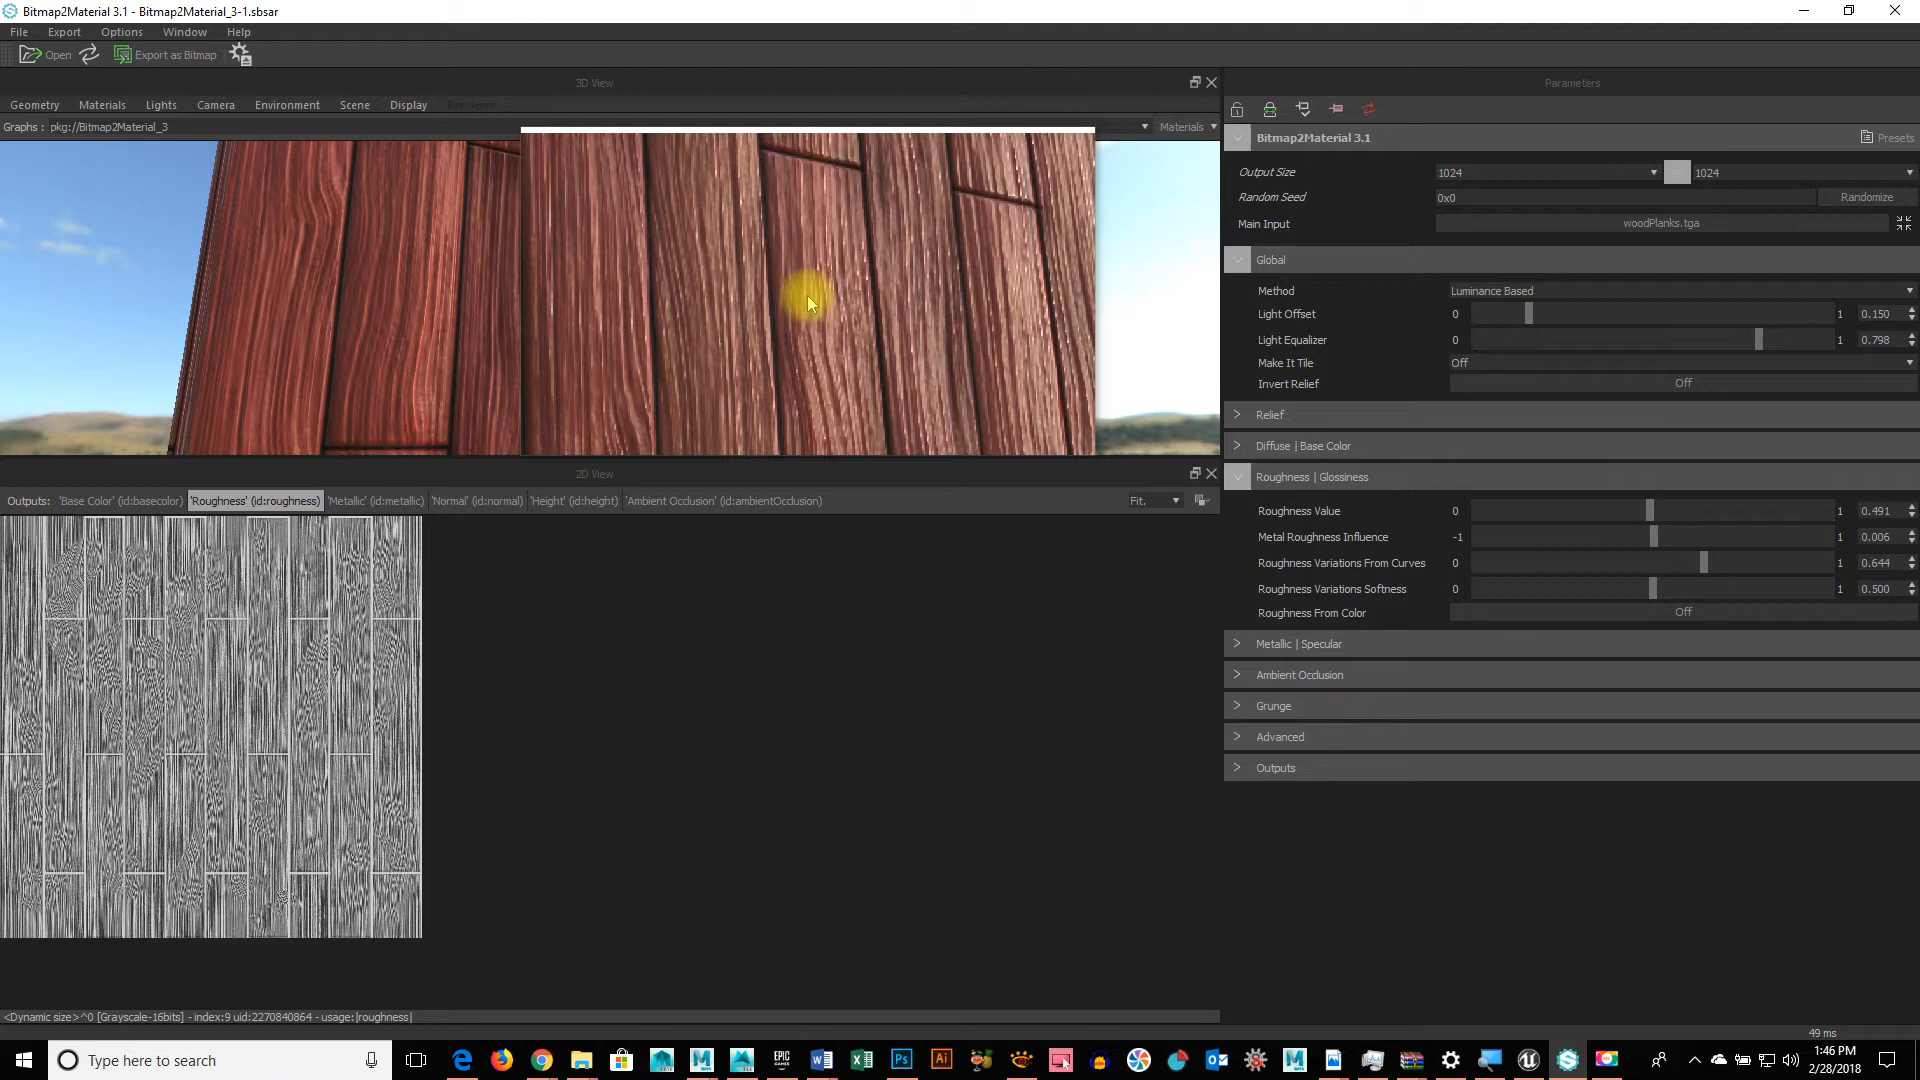 Bitmap2Material 3.1 - Bitmap2Material_3-1.sbsar
File Export Options Window Help
Open Export as Bitmap
3D View
Geometry Materials Lights Camera Environment Scene Display Renderer
Graphs : pkg://Bitmap2Material_3 Materials
2D View
Outputs: 'Base Color' (id:basecolor) 'Roughness' (id:roughness) 'Metallic' (id:metallic) 'Normal' (id:normal) 'Height' (id:height) 'Ambient Occlusion' (id:ambientOcclusion) Fit.
<Dynamic size>^0 [Grayscale-16bits] - index:9 uid:2270840864 - usage:|roughness|
Parameters
Bitmap2Material 3.1 Presets
Output Size 1024 1024
Random Seed 0x0 Randomize
Main Input woodPlanks.tga
Global
Method Luminance Based
Light Offset 0 1 0.150
Light Equalizer 0 1 0.798
Make It Tile Off
Invert Relief Off
Relief
Diffuse | Base Color
Roughness | Glossiness
Roughness Value 0 1 0.491
Metal Roughness Influence -1 1 0.006
Roughness Variations From Curves 0 1 0.644
Roughness Variations Softness 0 1 0.500
Roughness From Color Off
Metallic | Specular
Ambient Occlusion
Grunge
Advanced
Outputs
49 ms
Type here to search
EPIC GAMES
Ps
Ai
1:46 PM
2/28/2018